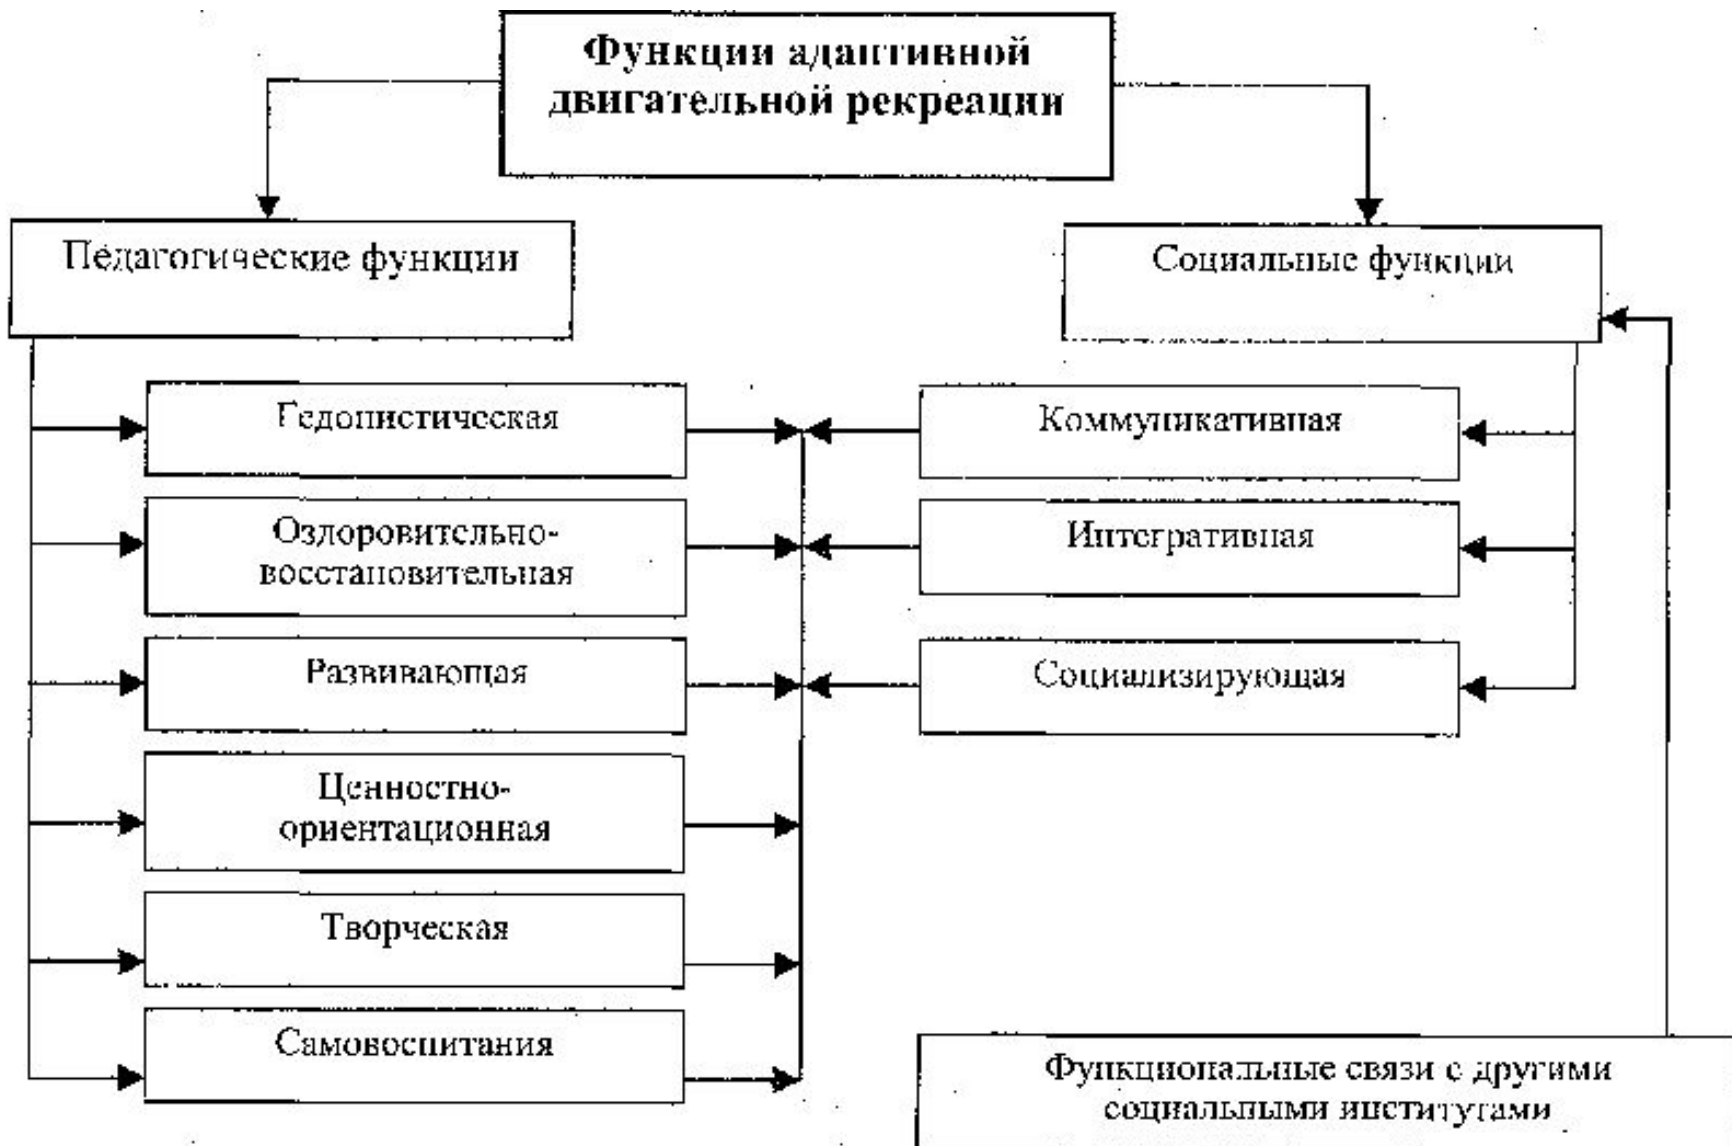 Функции адаптивной
двигательной рекреации
Педагогические функции
Социальные функции
Гедонистическая
Коммуникативная
Оздоровительно-
восстановительная
Интегративная
Развивающая
Социализирующая
Ценностно-
ориентационная
Творческая
Самовоспитания
Функциональные связи с другими
социальными институтами